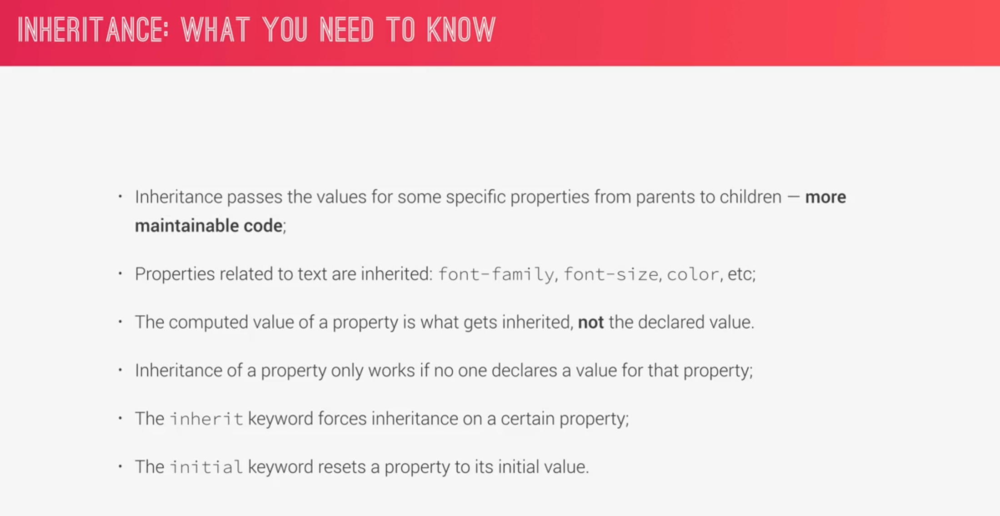 INHERITANCE: WHAT YOU NEED TO KNOW
• Inheritance passes the values for some specific properties from parents to children — more
maintainable code;
• Properties related to text are inherited: font-family, font-size, color, etc;
• The computed value of a property is what gets inherited, not the declared value.
• Inheritance of a property only works if no one declares a value for that property;
• The inherit keyword forces inheritance on a certain property;
• The initial keyword resets a property to its initial value.